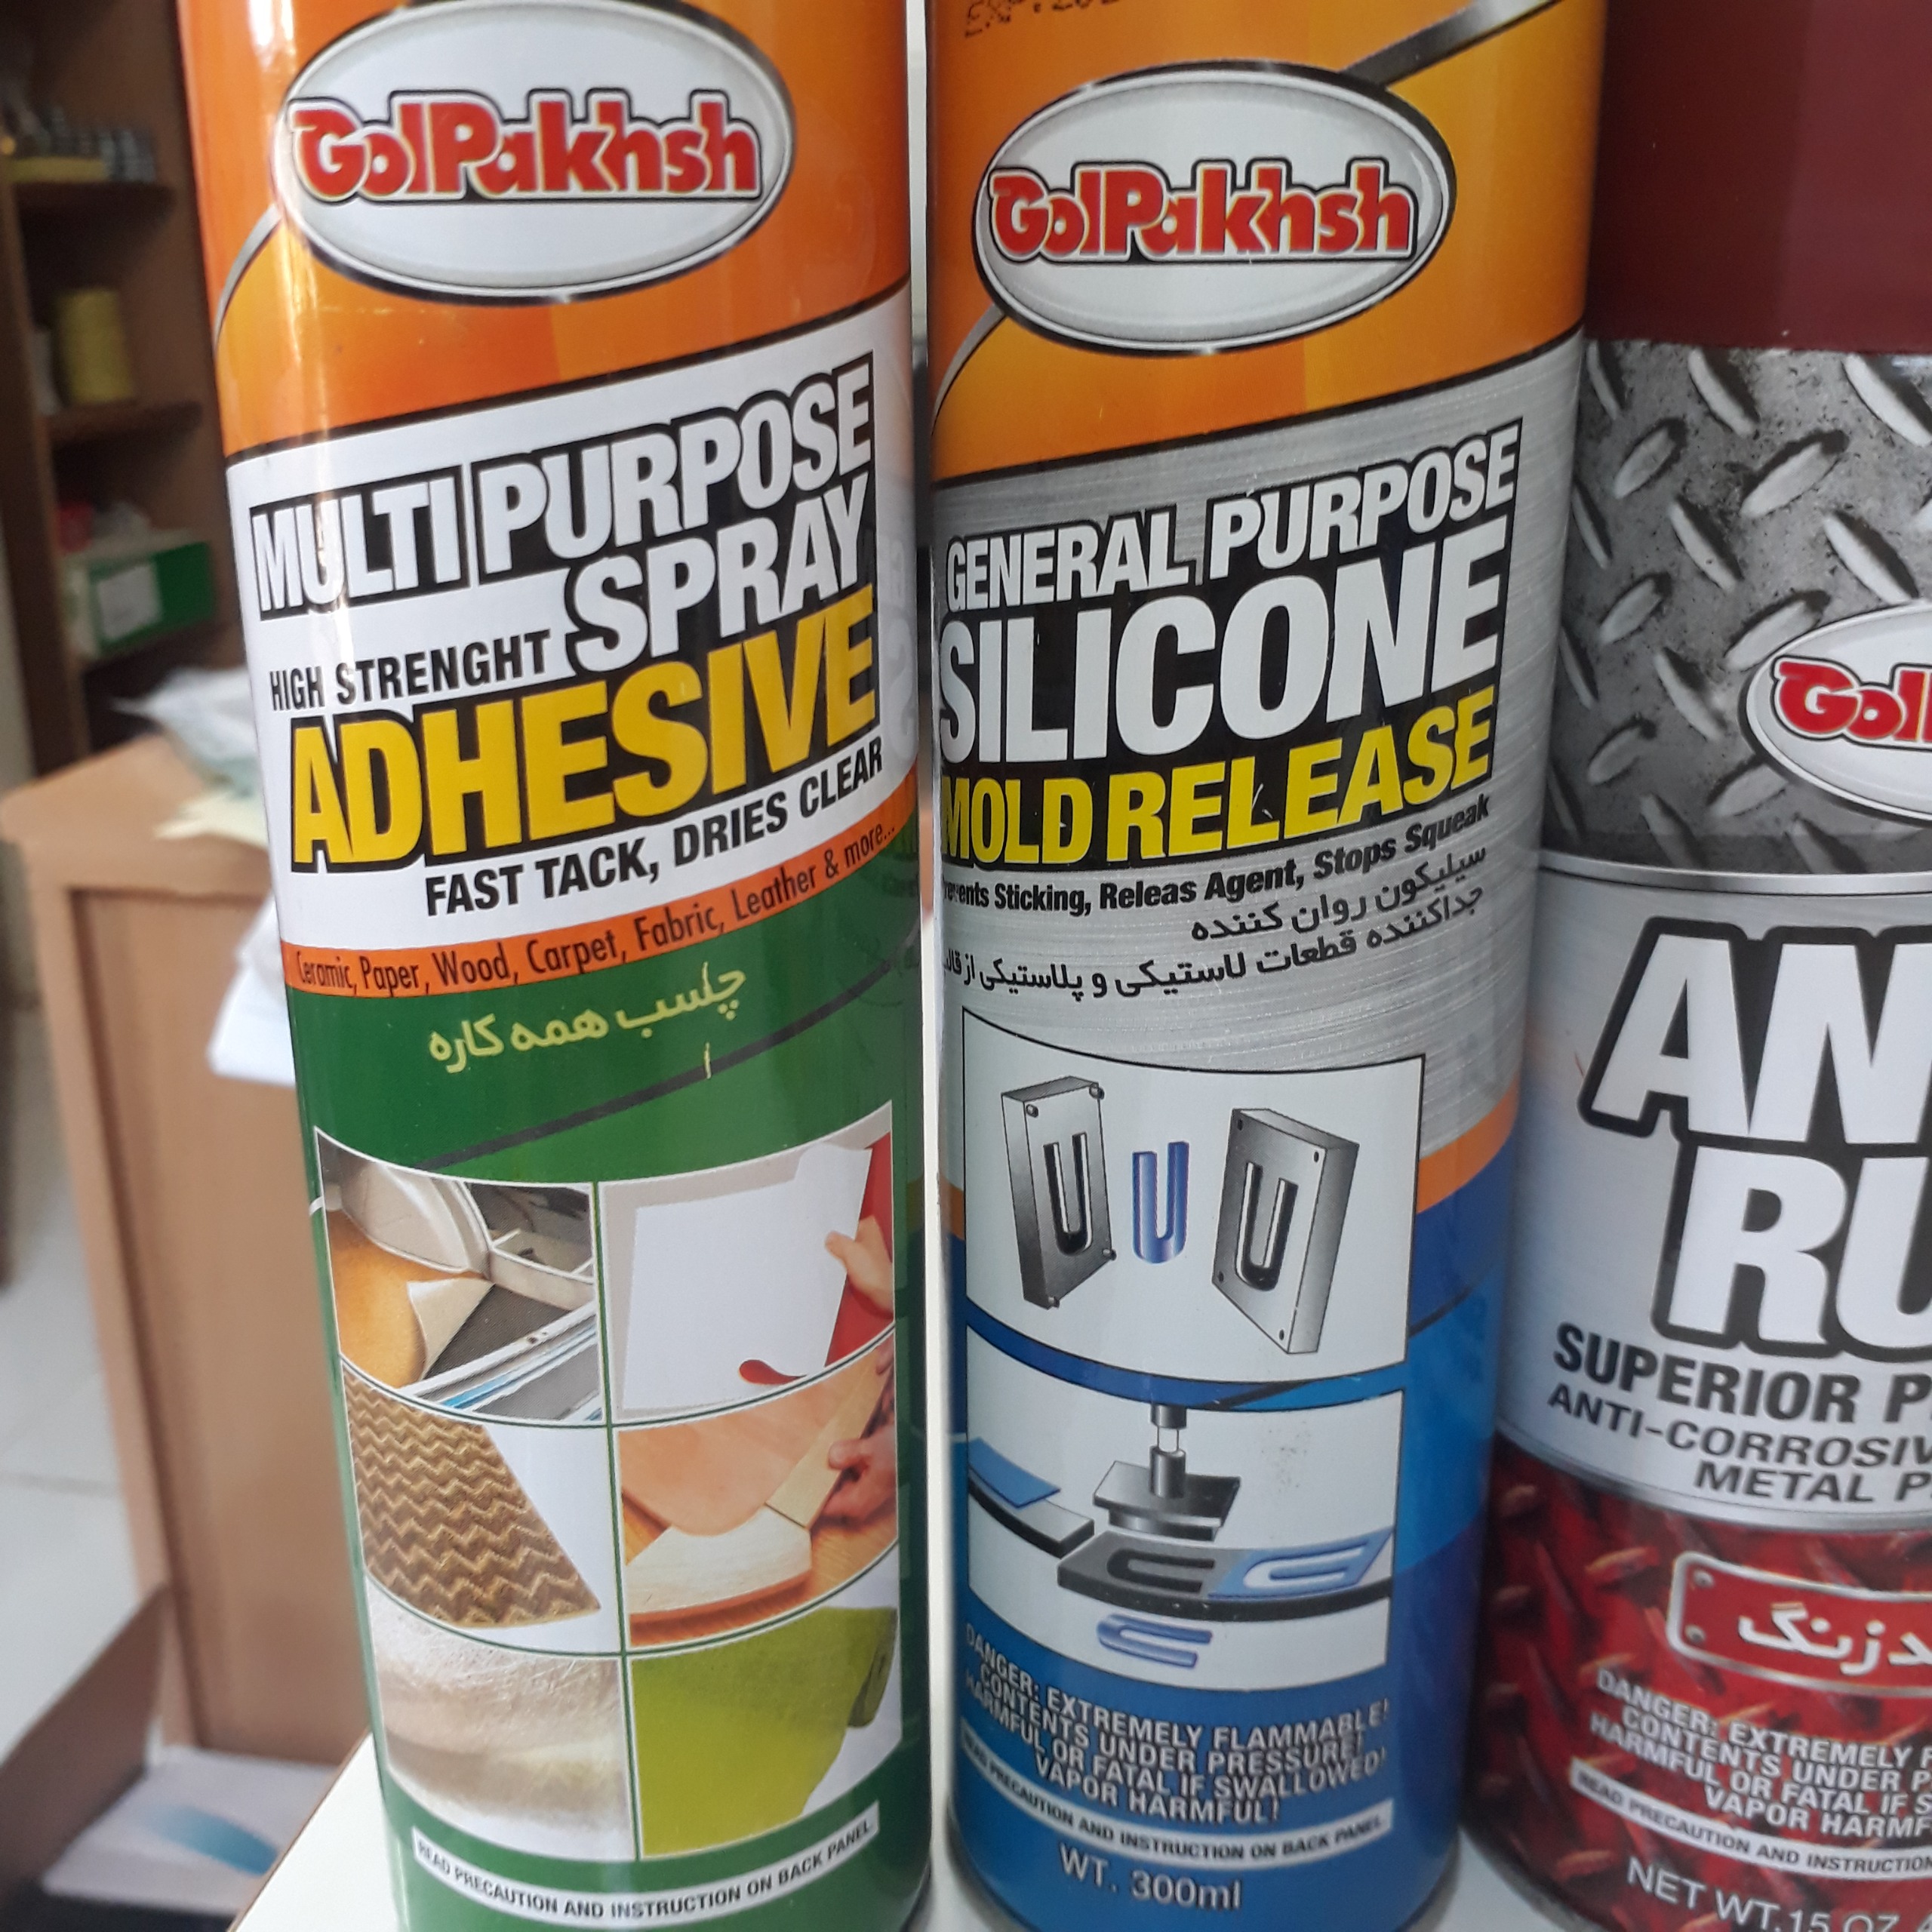 GolPakhsh
MULTI PURPOSE
HIGH STRENGHT SPRAY
ADHESIVE
FAST TACK, DRIES CLEAR
Ceramic, Paper, Wood, Carpet, Fabric, Leather & more...
چسب همه کاره
READ PRECAUTION AND INSTRUCTION ON BACK PANEL
GolPakhsh
GENERAL PURPOSE
SILICONE
MOLD RELEASE
Sticking, Releas Agent, Stops Squeak
سیلیکون روان کننده
جداکننده قطعات لاستیکی و پلاستیکی از
DANGER: EXTREMELY FLAMMABLE!
CONTENTS UNDER PRESSURE!
HARMFUL OR FATAL IF SWALLOWED!
VAPOR HARMFUL!
READ PRECAUTION AND INSTRUCTION ON BACK PANEL
WT. 300ml
Gol
AN
RU
SUPERIOR P
ANTI-CORROSIV
METAL P
DANGER: EXTREMELY F
CONTENTS UNDER P
HARMFUL OR FATAL IF S
VAPOR HARMF
READ PRECAUTION AND INSTRUCTION
NET WT.15 OZ